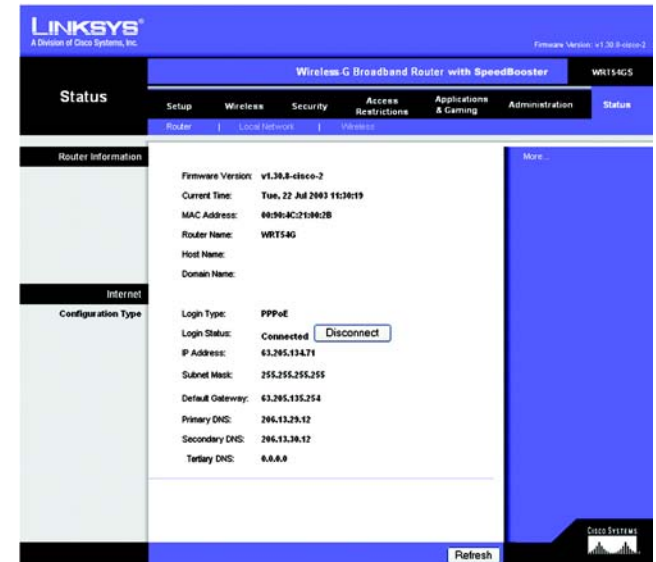 LINKSYS®
A Division of Cisco Systems, Inc.
Firmware Version: v1.30.8-cisco-2
Wireless-G Broadband Router with SpeedBooster
WRT54GS
Status
Setup
Wireless
Security
Access Restrictions
Applications & Gaming
Administration
Status
Router | Local Network | Wireless
Router Information
More...
Firmware Version: v1.30.8-cisco-2
Current Time: Tue, 22 Jul 2003 11:30:19
MAC Address: 00:90:4C:21:00:2B
Router Name: WRT54G
Host Name:
Domain Name:
Internet
Configuration Type
Login Type: PPPoE
Login Status: Connected Disconnect
IP Address: 63.205.134.71
Subnet Mask: 255.255.255.255
Default Gateway: 63.205.135.254
Primary DNS: 206.13.29.12
Secondary DNS: 206.13.30.12
Tertiary DNS: 0.0.0.0
Refresh
CISCO SYSTEMS